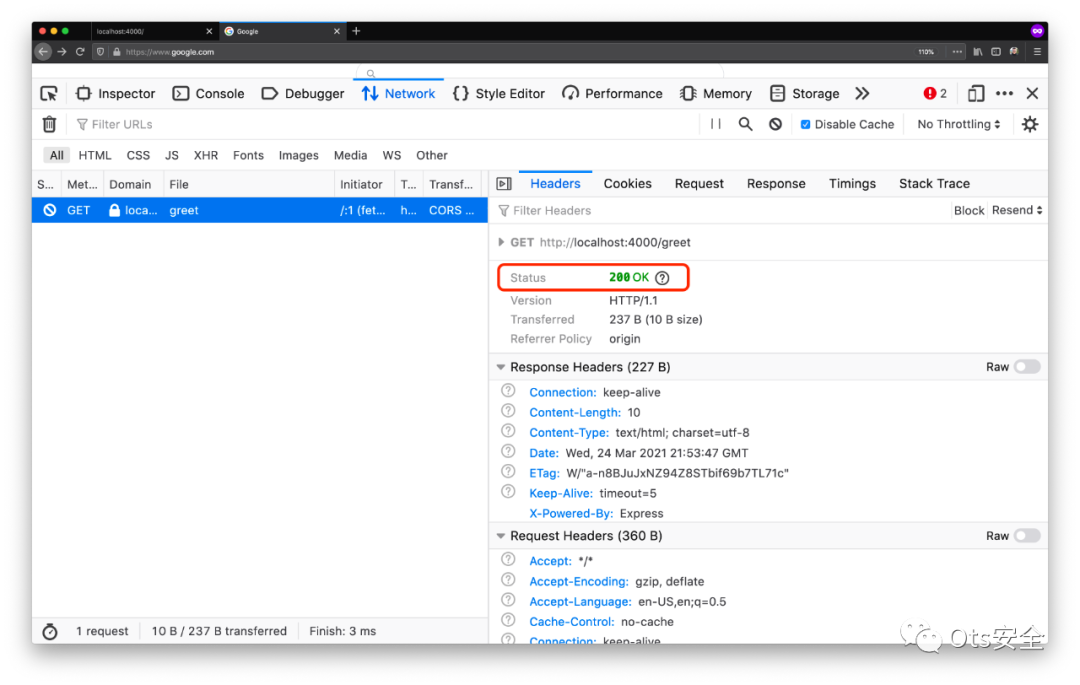 localhost:4000/ × Google × +
https://www.google.com 110%
Inspector Console Debugger Network Style Editor Performance Memory Storage 2
Filter URLs Disable Cache No Throttling
All HTML CSS JS XHR Fonts Images Media WS Other
S... Met... Domain File Initiator T... Transf... Headers Cookies Request Response Timings Stack Trace
GET loca... greet /:1 (fet... h... CORS ... Filter Headers Block Resend
GET http://localhost:4000/greet
Status 200 OK
Version HTTP/1.1
Transferred 237 B (10 B size)
Referrer Policy origin
Response Headers (227 B) Raw
Connection: keep-alive
Content-Length: 10
Content-Type: text/html; charset=utf-8
Date: Wed, 24 Mar 2021 21:53:47 GMT
ETag: W/"a-n8BJuJxNZ94Z8STbif69b7TL71c"
Keep-Alive: timeout=5
X-Powered-By: Express
Request Headers (360 B) Raw
Accept: */*
Accept-Encoding: gzip, deflate
Accept-Language: en-US,en;q=0.5
Cache-Control: no-cache
Connection: keep-alive
1 request 10 B / 237 B transferred Finish: 3 ms
Ots安全